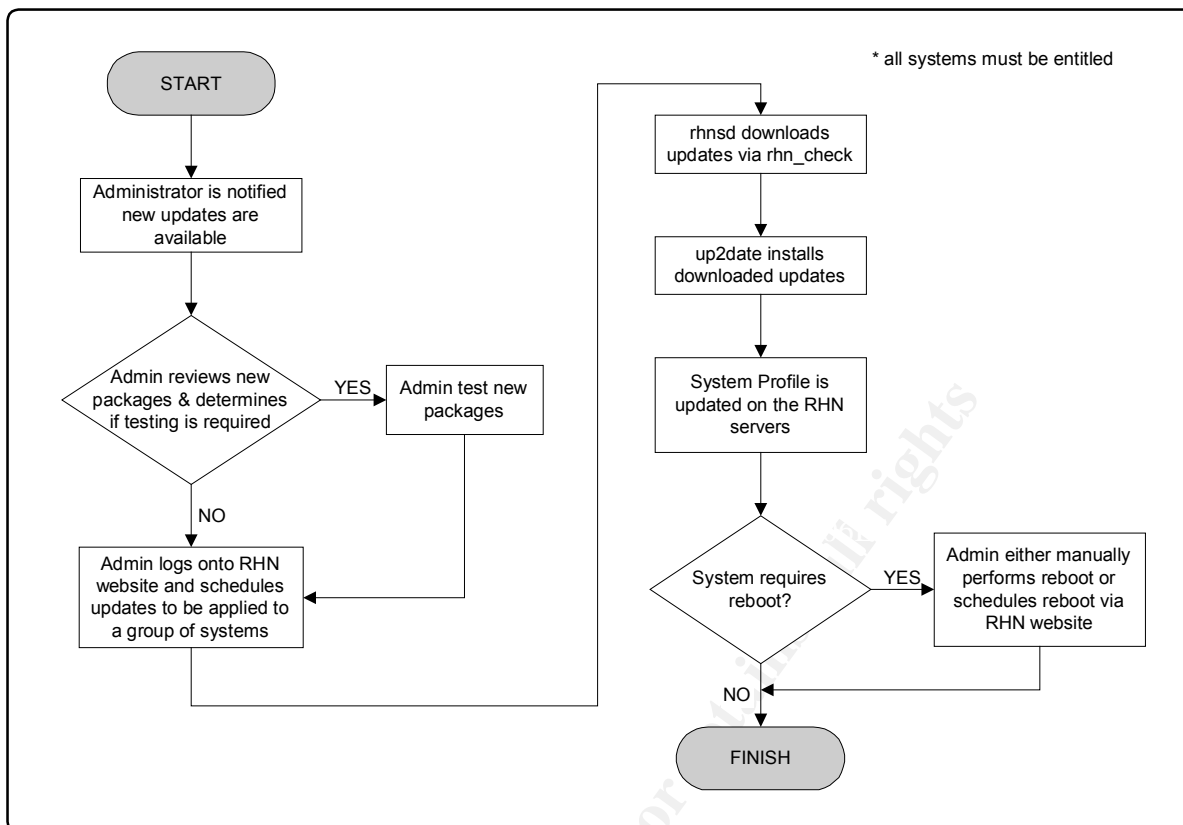 * all systems must be entitled
START
Administrator is notified
new updates are
available
Admin reviews new
packages & determines
if testing is required
YES
Admin test new
packages
NO
Admin logs onto RHN
website and schedules
updates to be applied to
a group of systems
rhnsd downloads
updates via rhn_check
up2date installs
downloaded updates
System Profile is
updated on the RHN
servers
System requires
reboot?
YES
Admin either manually
performs reboot or
schedules reboot via
RHN website
NO
FINISH
rights